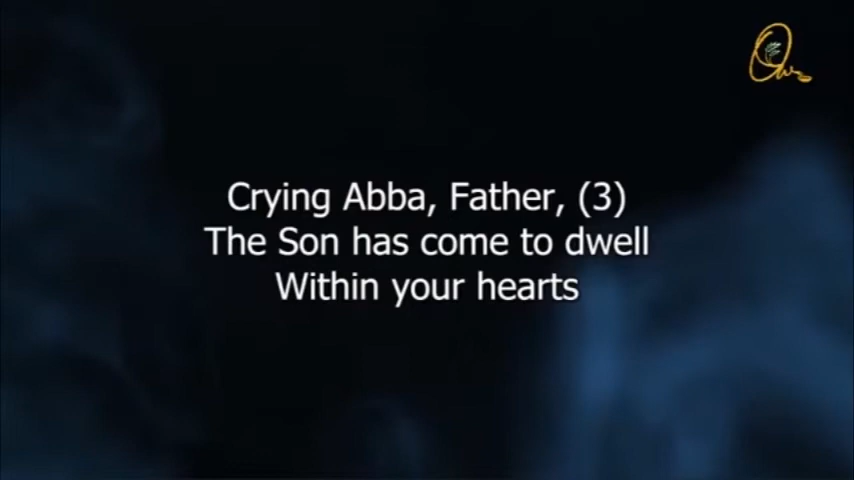 Crying Abba, Father, (3)
The Son has come to dwell
Within your hearts